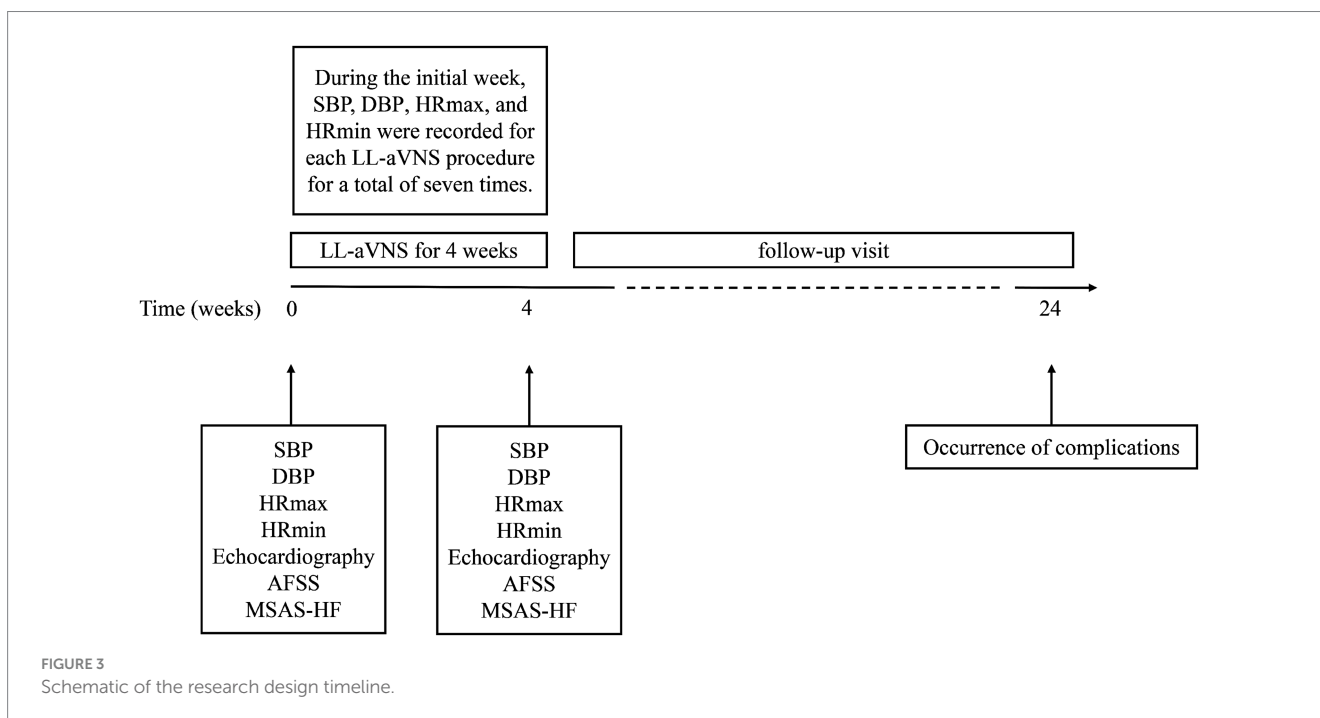 During the initial week,
SBP, DBP, HRmax, and
HRmin were recorded for
each LL-aVNS procedure
for a total of seven times.
LL-aVNS for 4 weeks
follow-up visit
Time (weeks)
0
4
24
SBP
DBP
HRmax
HRmin
Echocardiography
AFSS
MSAS-HF
SBP
DBP
HRmax
HRmin
Echocardiography
AFSS
MSAS-HF
Occurrence of complications
FIGURE 3
Schematic of the research design timeline.